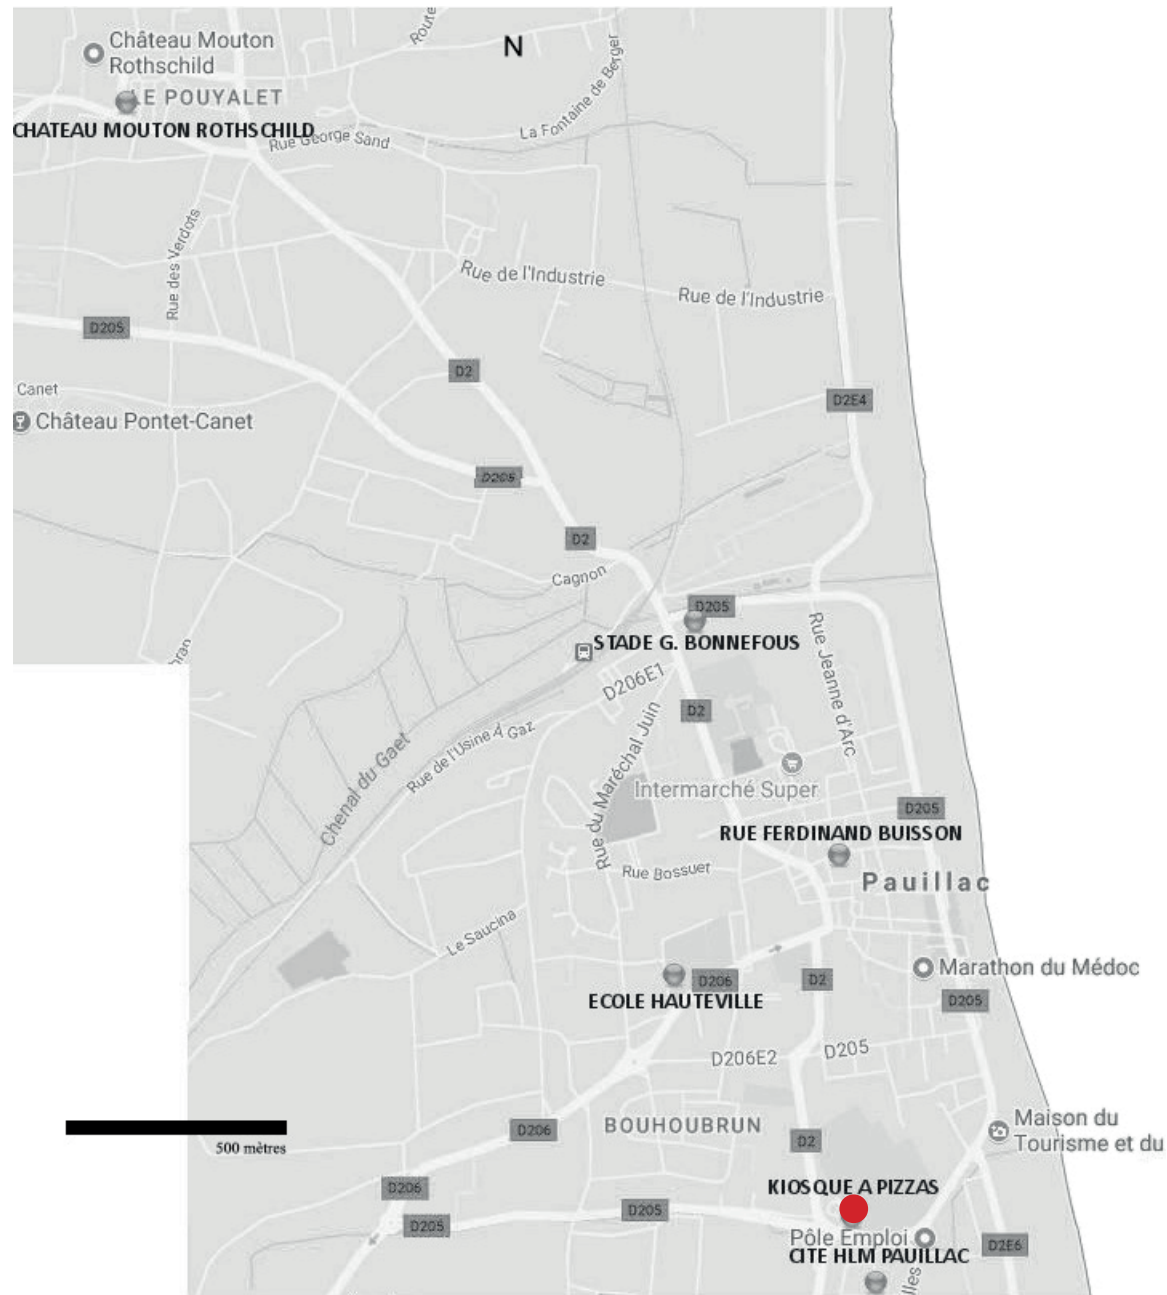 Route
N
Château Mouton
Rothschild
LE POUYALET
CHATEAU MOUTON ROTHSCHILD
La Fontaine de Berger
Rue George Sand
Rue des Verdots
Rue de l'Industrie
Rue de l'Industrie
D205
D2
Canet
D2E4
Château Pontet-Canet
D205
D2
Cagnon
D205
STADE G. BONNEFOUS
Rue Jeanne d'Arc
D206E1
D2
Rue du Maréchal Juin
Rue de l'Usine À Gaz
Chenal du Gaet
Intermarché Super
D205
RUE FERDINAND BUISSON
Rue Bossuet
Pauillac
Le Saucina
Marathon du Médoc
D206
D2
ECOLE HAUTEVILLE
D205
D206E2
D205
Maison du
Tourisme et du
D206
BOUHOUBRUN
D2
500 mètres
D206
KIOSQUE A PIZZAS
D205
D205
Pôle Emploi
D2E6
CITE HLM PAUILLAC
lles